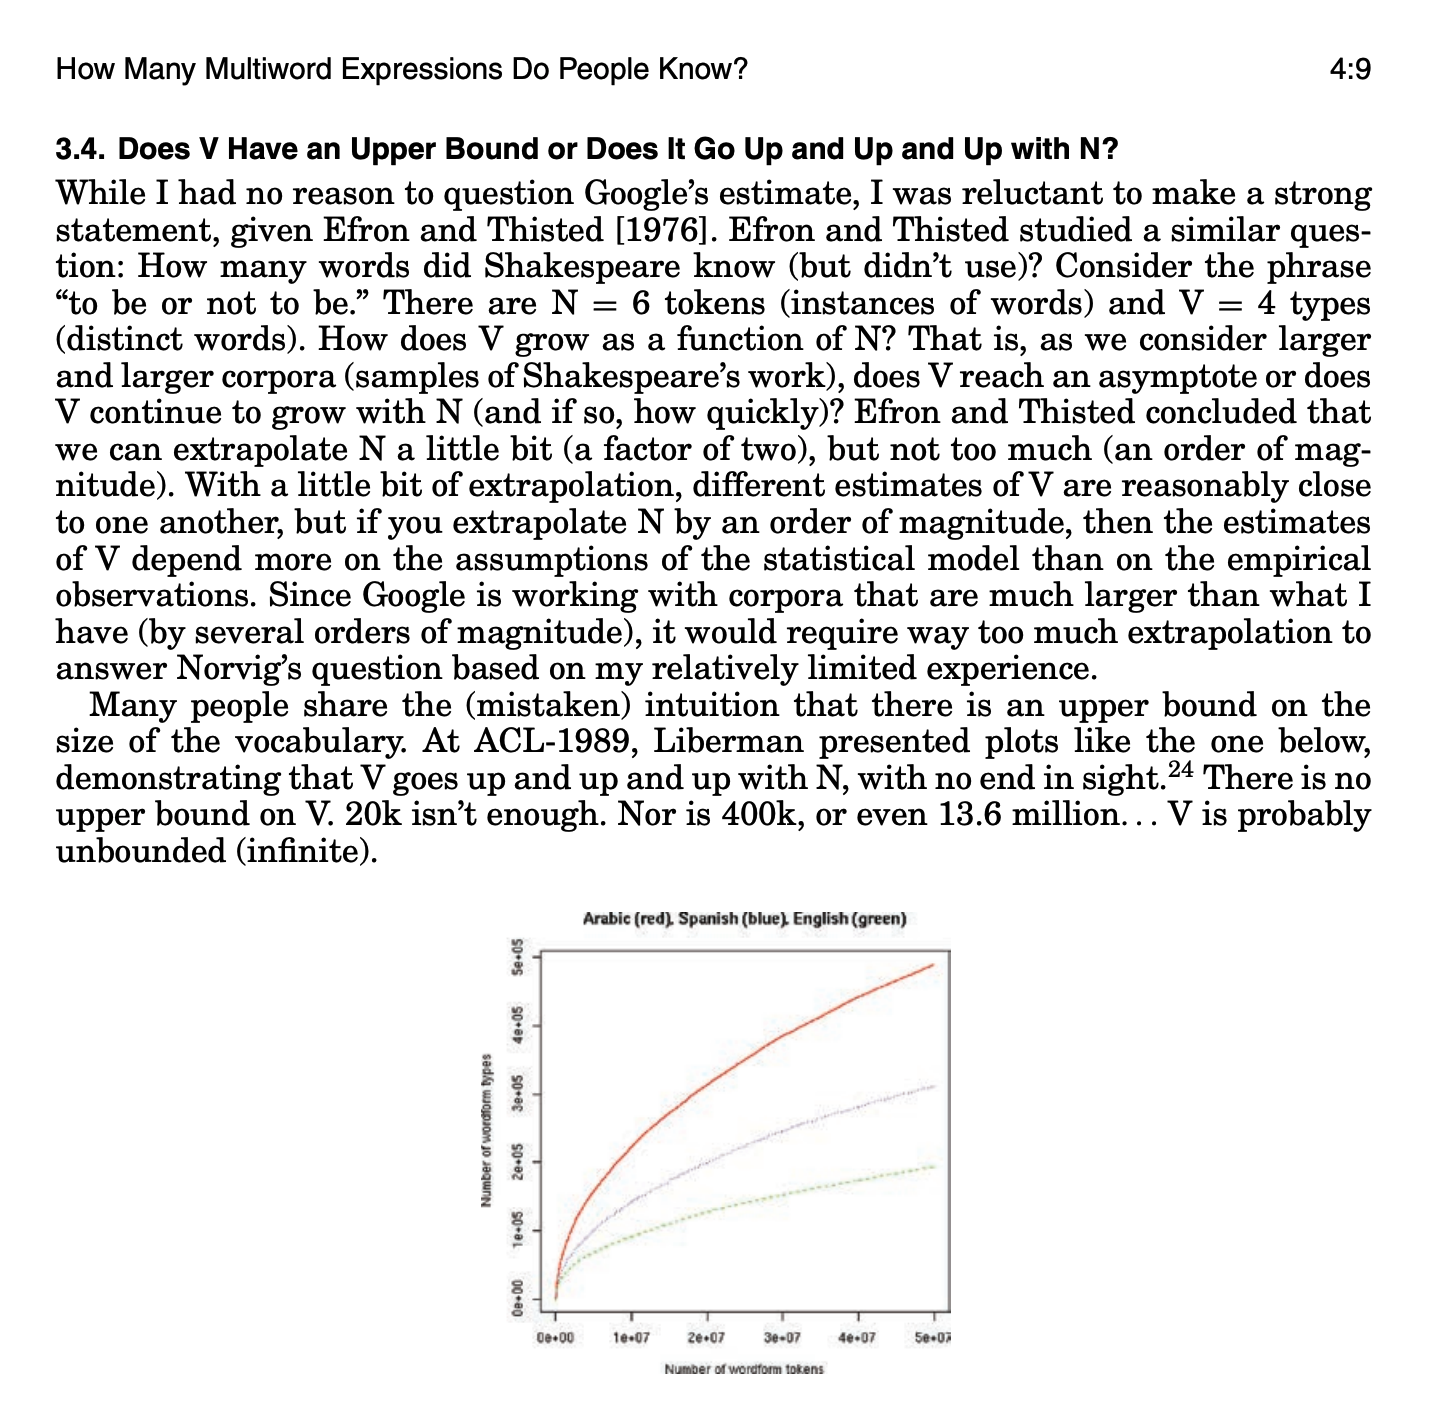 How Many Multiword Expressions Do People Know? 4:9
3.4. Does V Have an Upper Bound or Does It Go Up and Up and Up with N?
While I had no reason to question Google's estimate, I was reluctant to make a strong
statement, given Efron and Thisted [1976]. Efron and Thisted studied a similar ques-
tion: How many words did Shakespeare know (but didn't use)? Consider the phrase
“to be or not to be.” There are N = 6 tokens (instances of words) and V = 4 types
(distinct words). How does V grow as a function of N? That is, as we consider larger
and larger corpora (samples of Shakespeare's work), does V reach an asymptote or does
V continue to grow with N (and if so, how quickly)? Efron and Thisted concluded that
we can extrapolate N a little bit (a factor of two), but not too much (an order of mag-
nitude). With a little bit of extrapolation, different estimates of V are reasonably close
to one another, but if you extrapolate N by an order of magnitude, then the estimates
of V depend more on the assumptions of the statistical model than on the empirical
observations. Since Google is working with corpora that are much larger than what I
have (by several orders of magnitude), it would require way too much extrapolation to
answer Norvig's question based on my relatively limited experience.
Many people share the (mistaken) intuition that there is an upper bound on the
size of the vocabulary. At ACL-1989, Liberman presented plots like the one below,
demonstrating that V goes up and up and up with N, with no end in sight.24 There is no
upper bound on V. 20k isn't enough. Nor is 400k, or even 13.6 million... V is probably
unbounded (infinite).
Arabic (red), Spanish (blue), English (green)
Number of wordform types
5e+05
4e+05
3e+05
2e+05
1e+05
0e+00
0e+00 1e+07 2e+07 3e+07 4e+07 5e+07
Number of wordform tokens